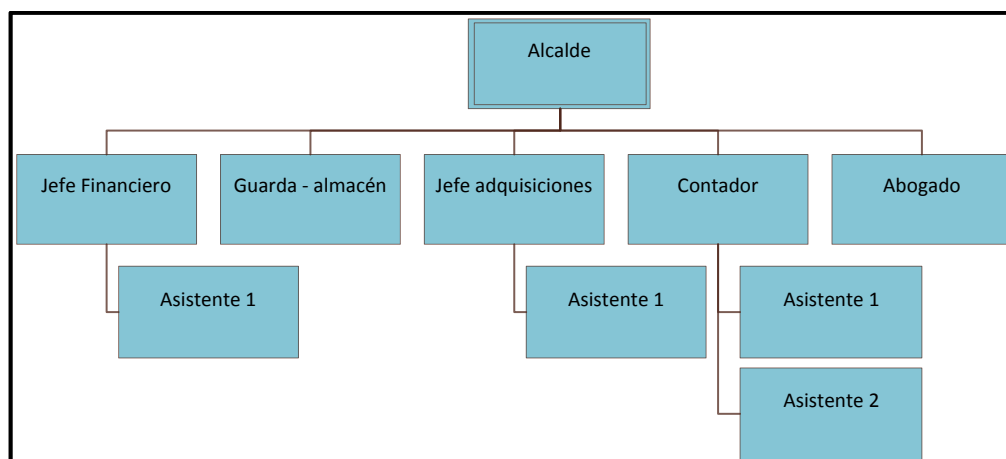 Alcalde
Jefe Financiero
Guarda - almacén
Jefe adquisiciones
Contador
Abogado
Asistente 1
Asistente 1
Asistente 1
Asistente 2